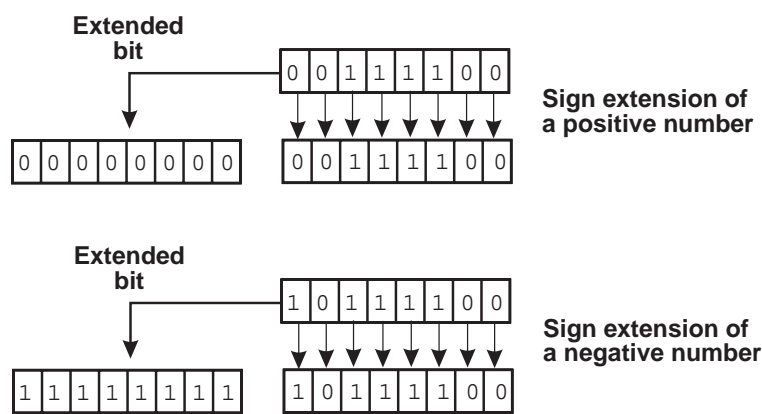 Extended
bit
0 0 1 1 1 1 0 0
Sign extension of
a positive number
0 0 0 0 0 0 0 0
0 0 1 1 1 1 0 0
Extended
bit
1 0 1 1 1 1 0 0
Sign extension of
a negative number
1 1 1 1 1 1 1 1
1 0 1 1 1 1 0 0